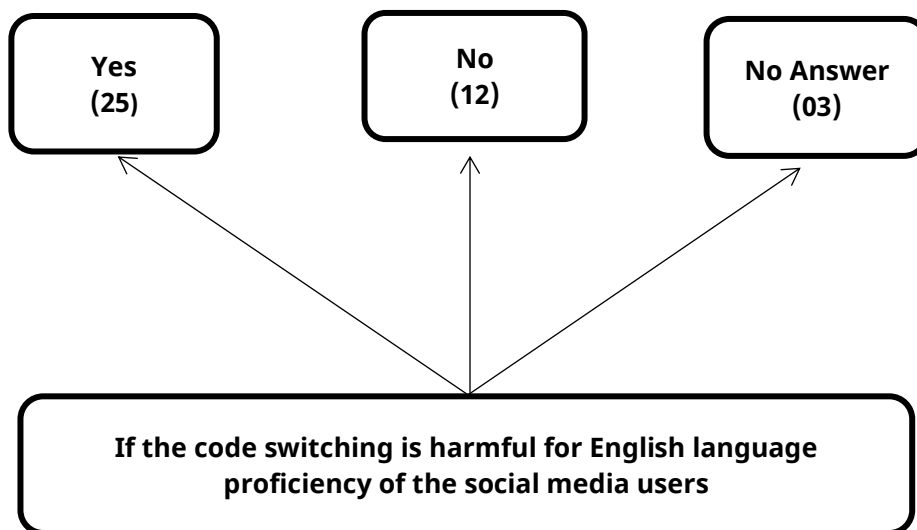 Yes
(25)
No
(12)
No Answer
(03)
If the code switching is harmful for English language
proficiency of the social media users